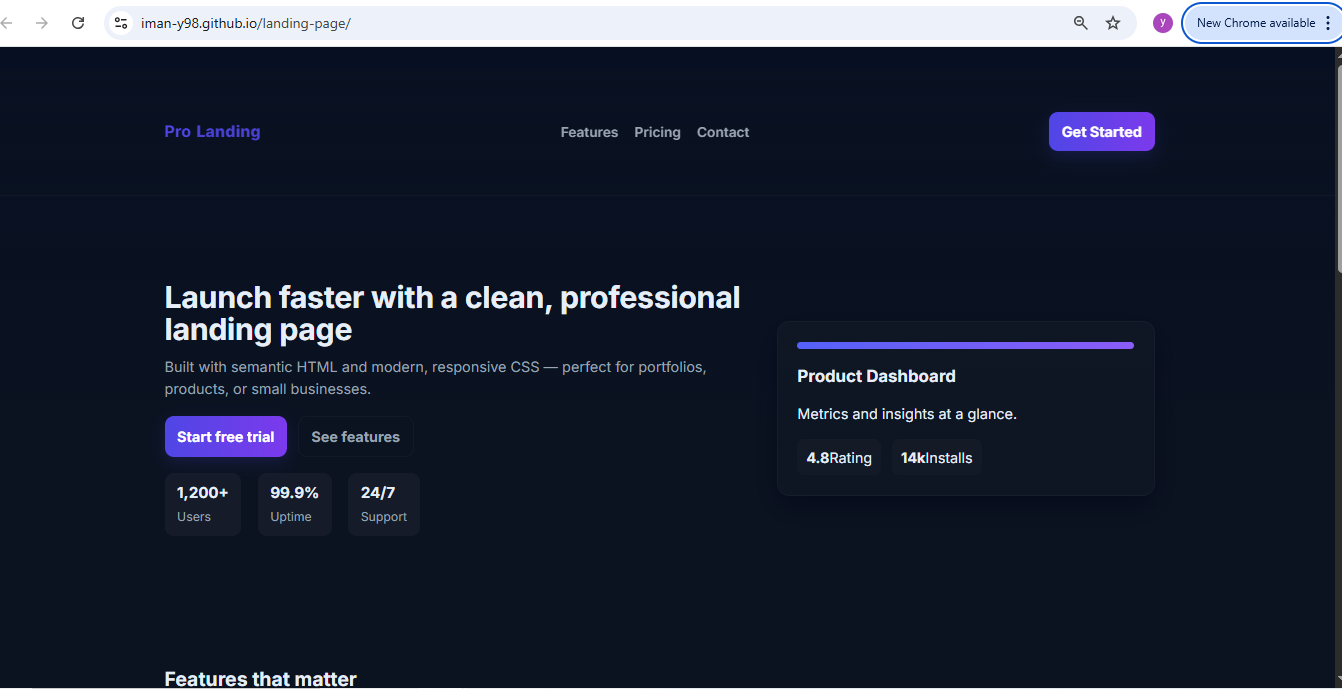 iman-y98.github.io/landing-page/
y
New Chrome available
Pro Landing
Features Pricing Contact
Get Started
Launch faster with a clean, professional
landing page
Built with semantic HTML and modern, responsive CSS — perfect for portfolios,
products, or small businesses.
Start free trial
See features
1,200+
Users
99.9%
Uptime
24/7
Support
Product Dashboard
Metrics and insights at a glance.
4.8Rating
14kInstalls
Features that matter